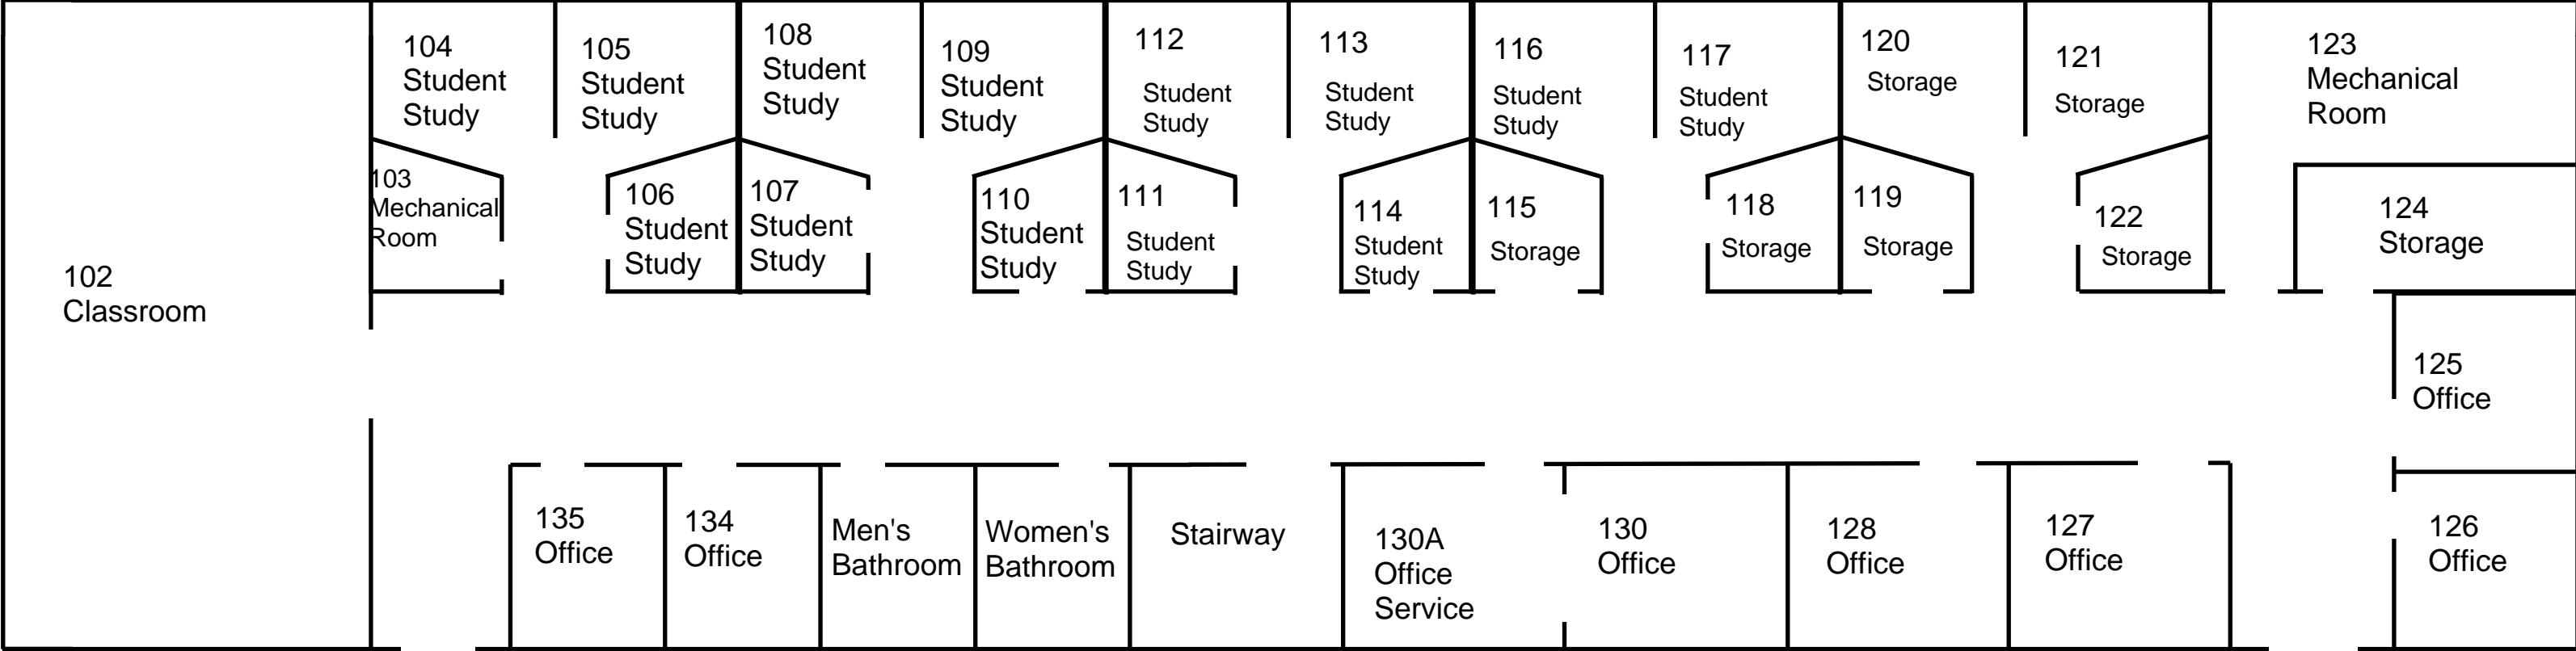 104
Student
Study
105
Student
Study
108
Student
Study
109
Student
Study
112
Student
Study
113
Student
Study
116
Student
Study
117
Student
Study
120
Storage
121
Storage
123
Mechanical
Room
103
Mechanical
Room
106
Student
Study
107
Student
Study
110
Student
Study
111
Student
Study
114
Student
Study
115
Storage
118
Storage
119
Storage
122
Storage
124
Storage
102
Classroom
125
Office
135
Office
134
Office
Men's
Bathroom
Women's
Bathroom
Stairway
130A
Office
Service
130
Office
128
Office
127
Office
126
Office